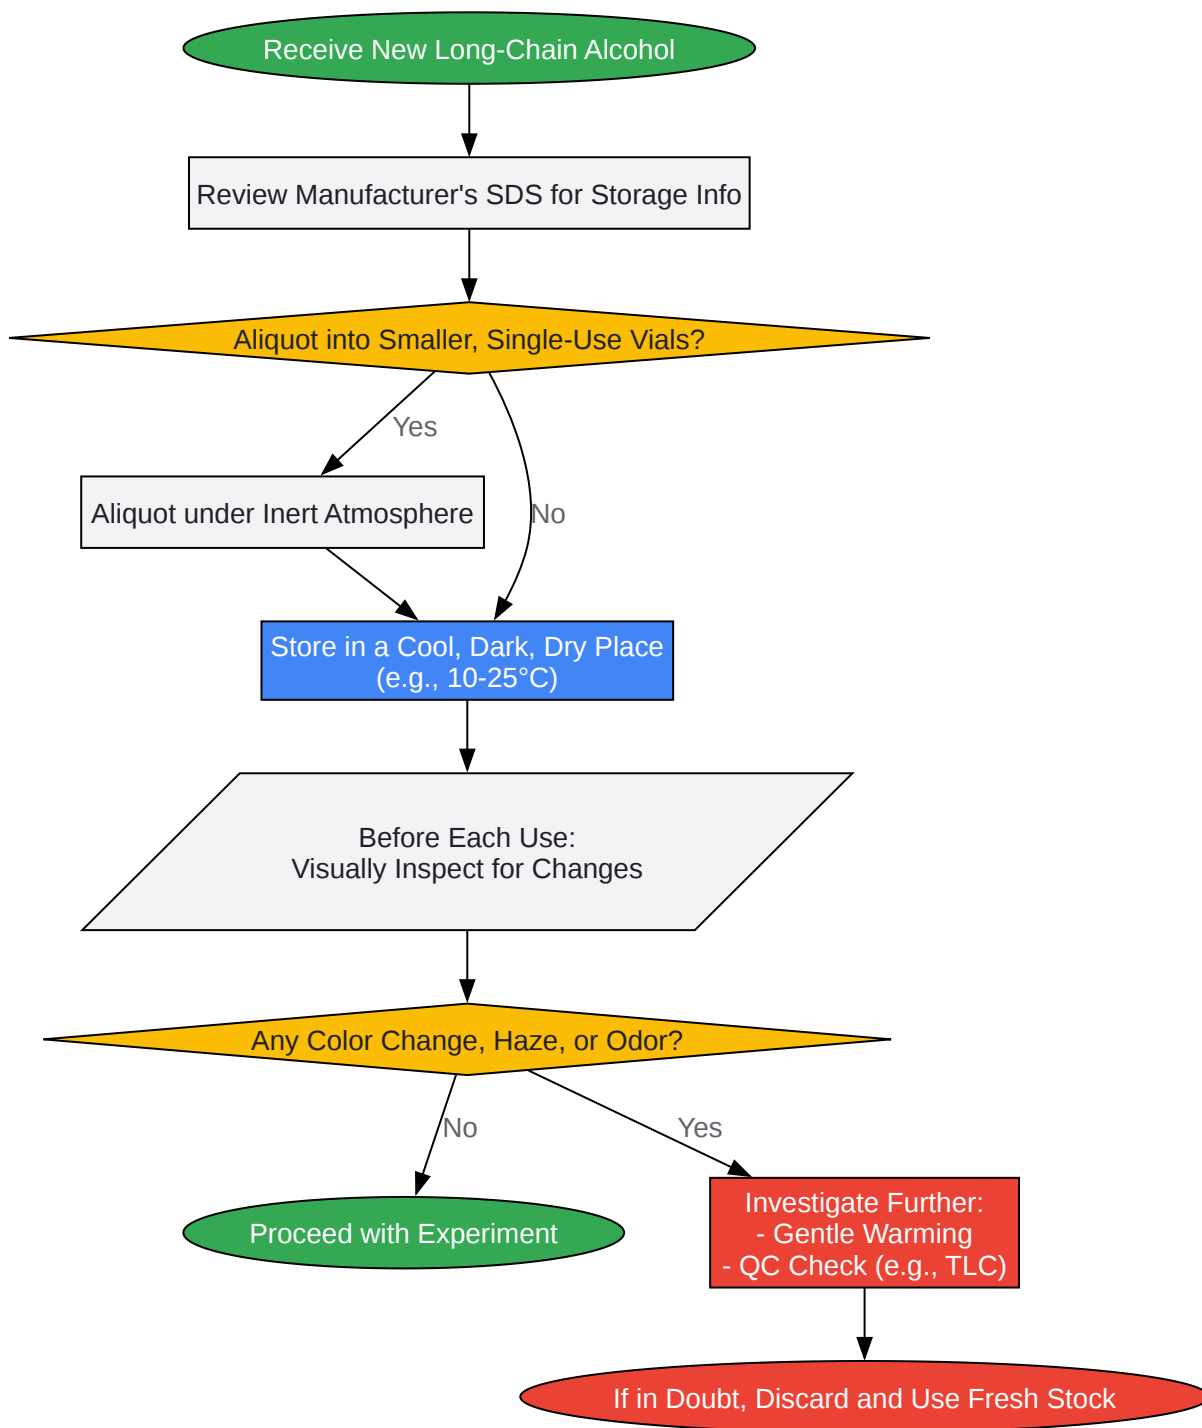 Receive New Long-Chain Alcohol
Review Manufacturer's SDS for Storage Info
Aliquot into Smaller, Single-Use Vials?
Yes
Aliquot under Inert Atmosphere
No
Store in a Cool, Dark, Dry Place
(e.g., 10-25°C)
Before Each Use:
Visually Inspect for Changes
Any Color Change, Haze, or Odor?
No
Yes
Proceed with Experiment
Investigate Further:
- Gentle Warming
- QC Check (e.g., TLC)
If in Doubt, Discard and Use Fresh Stock